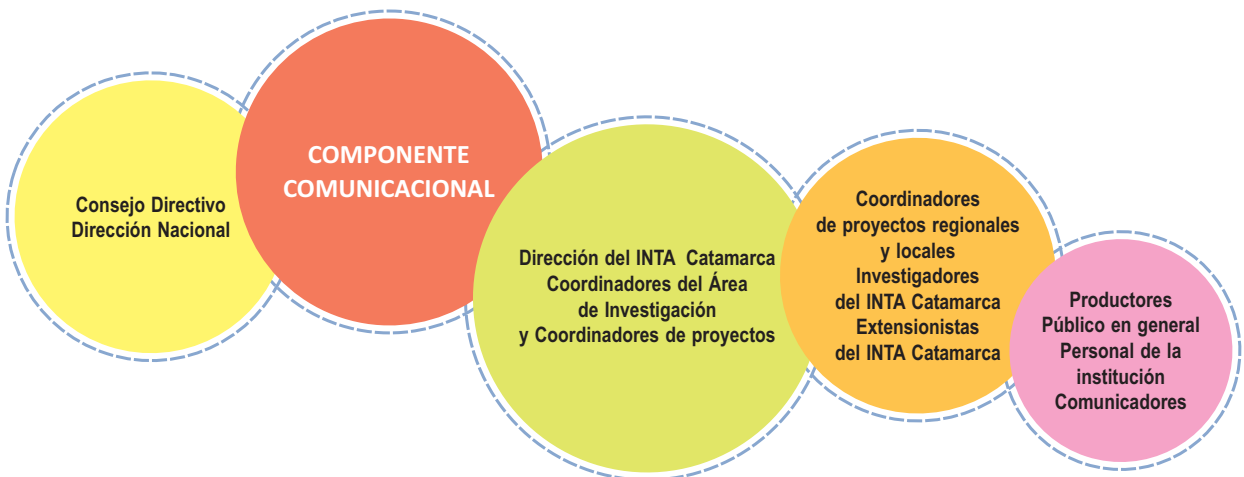 Consejo Directivo
Dirección Nacional
COMPONENTE
COMUNICACIONAL
Dirección del INTA Catamarca
Coordinadores del Área
de Investigación
y Coordinadores de proyectos
Coordinadores
de proyectos regionales
y locales
Investigadores
del INTA Catamarca
Extensionistas
del INTA Catamarca
Productores
Público en general
Personal de la
institución
Comunicadores